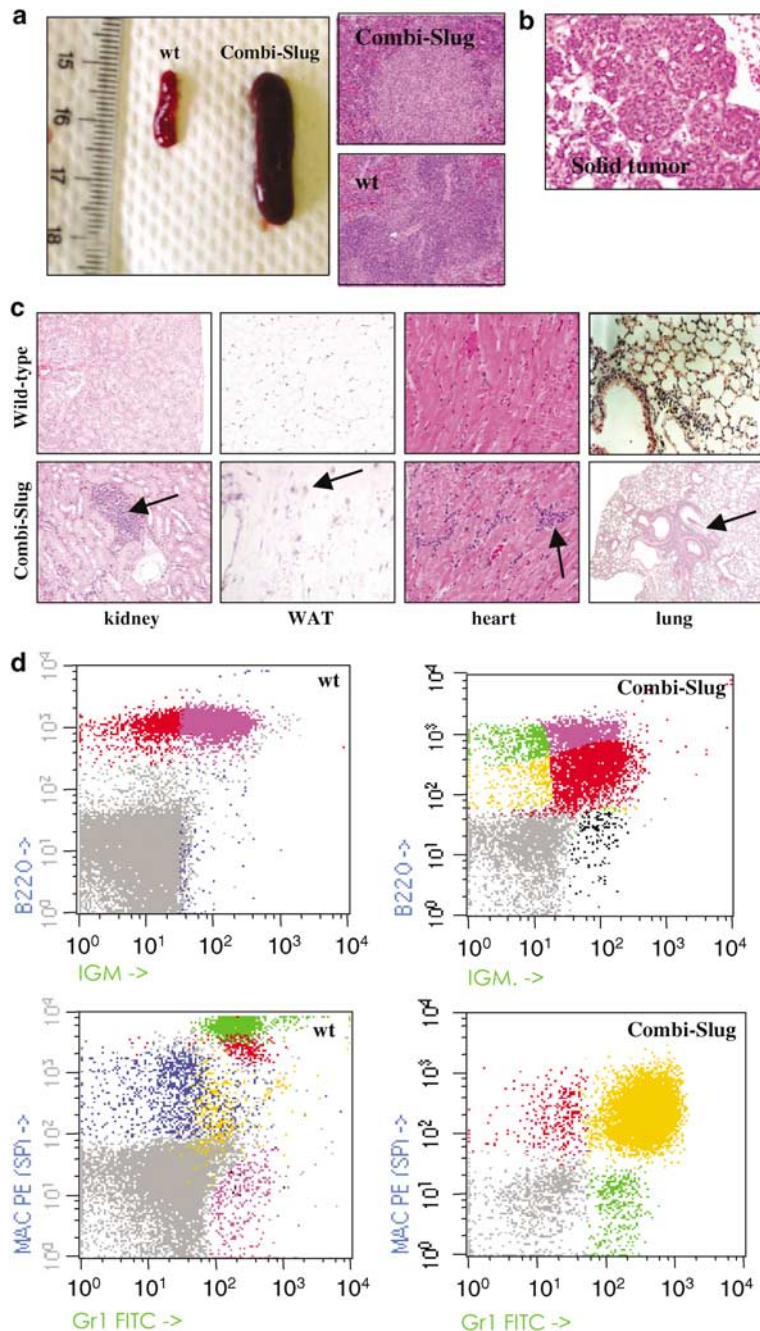 a
wt
Combi-Slug
15
16
17
18
Combi-Slug
wt
b
Solid tumor
c
Wild-type
Combi-Slug
kidney
WAT
heart
lung
d
wt
10⁴
10³
10²
10¹
10⁰
B220 ->
10⁰ 10¹ 10² 10³ 10⁴
IGM ->
Combi-Slug
10⁴
10³
10²
10¹
10⁰
B220 ->
10⁰ 10¹ 10² 10³ 10⁴
IGM. ->
wt
10⁴
10³
10²
10¹
10⁰
MAC PE (SP) ->
10⁰ 10¹ 10² 10³ 10⁴
Gr1 FITC ->
Combi-Slug
10⁴
10³
10²
10¹
10⁰
MAC PE (SP) ->
10⁰ 10¹ 10² 10³ 10⁴
Gr1 FITC ->